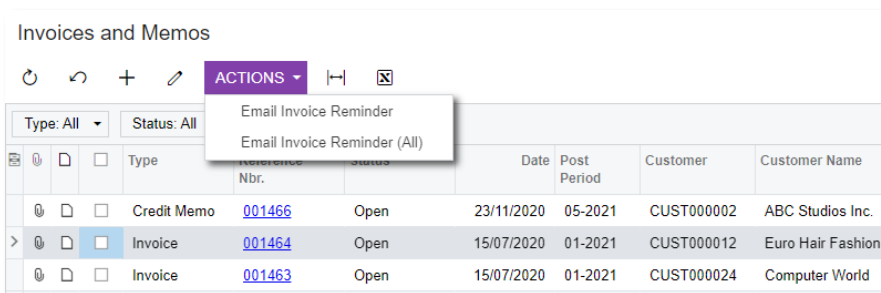 Invoices and Memos
ACTIONS
Email Invoice Reminder
Email Invoice Reminder (All)
Type: All Status: All
Type Reference Nbr. Status Date Post Period Customer Customer Name
Credit Memo 001466 Open 23/11/2020 05-2021 CUST000002 ABC Studios Inc.
Invoice 001464 Open 15/07/2020 01-2021 CUST000012 Euro Hair Fashion
Invoice 001463 Open 15/07/2020 01-2021 CUST000024 Computer World